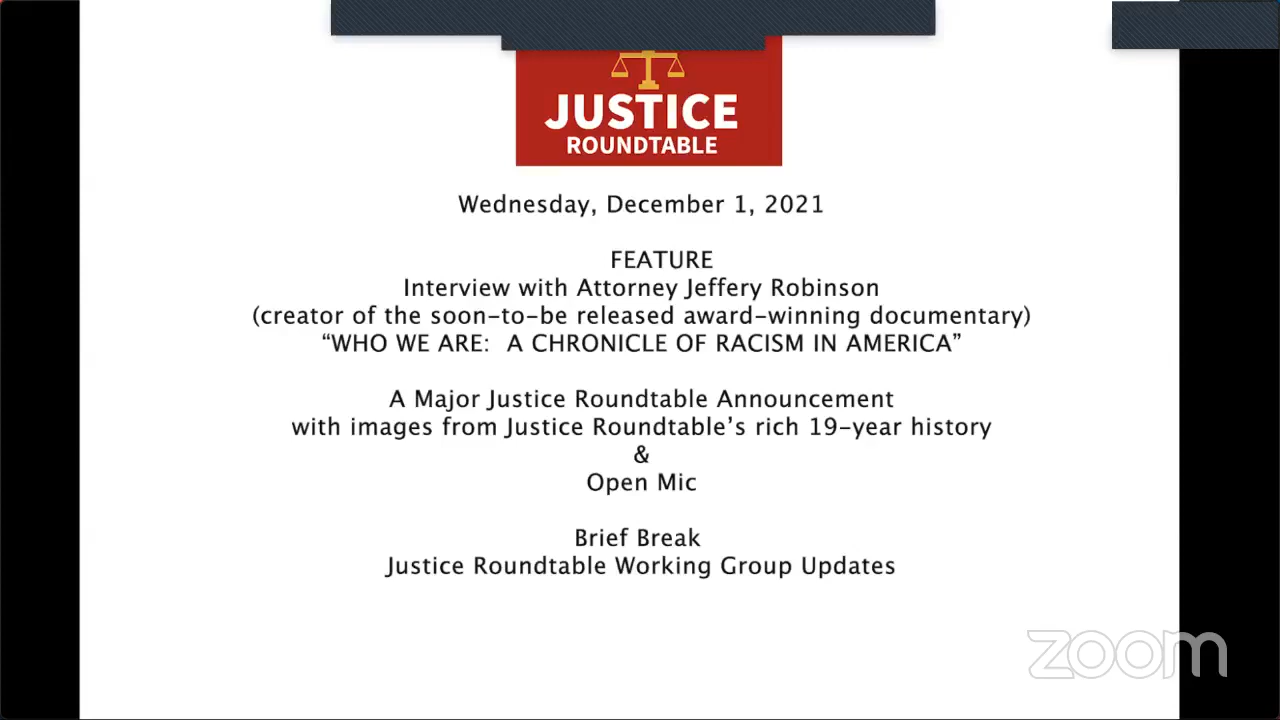 JUSTICE
ROUNDTABLE
Wednesday, December 1, 2021
FEATURE
Interview with Attorney Jeffery Robinson
(creator of the soon-to-be released award-winning documentary)
“WHO WE ARE:  A CHRONICLE OF RACISM IN AMERICA”
A Major Justice Roundtable Announcement
with images from Justice Roundtable’s rich 19-year history
&
Open Mic
Brief Break
Justice Roundtable Working Group Updates
zoom